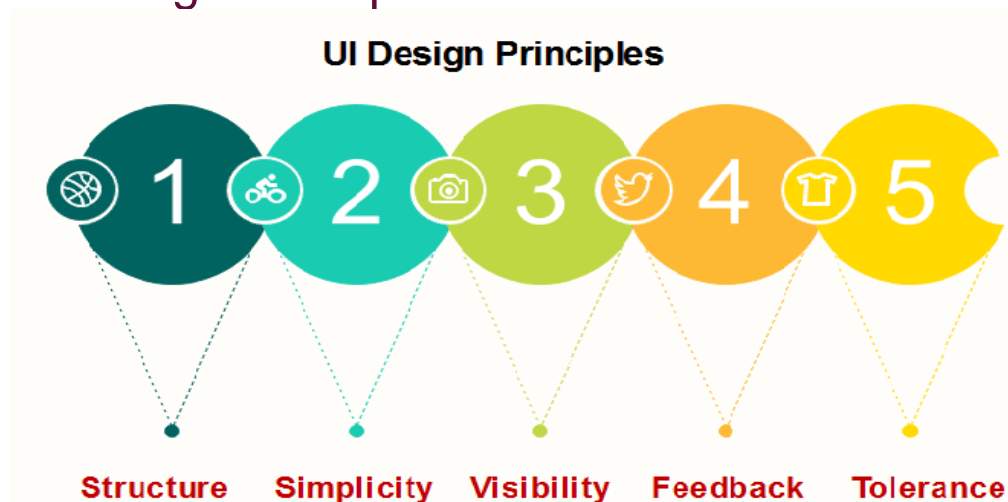 UI Design Principles
1 2 3 4 5
Structure Simplicity Visibility Feedback Tolerance